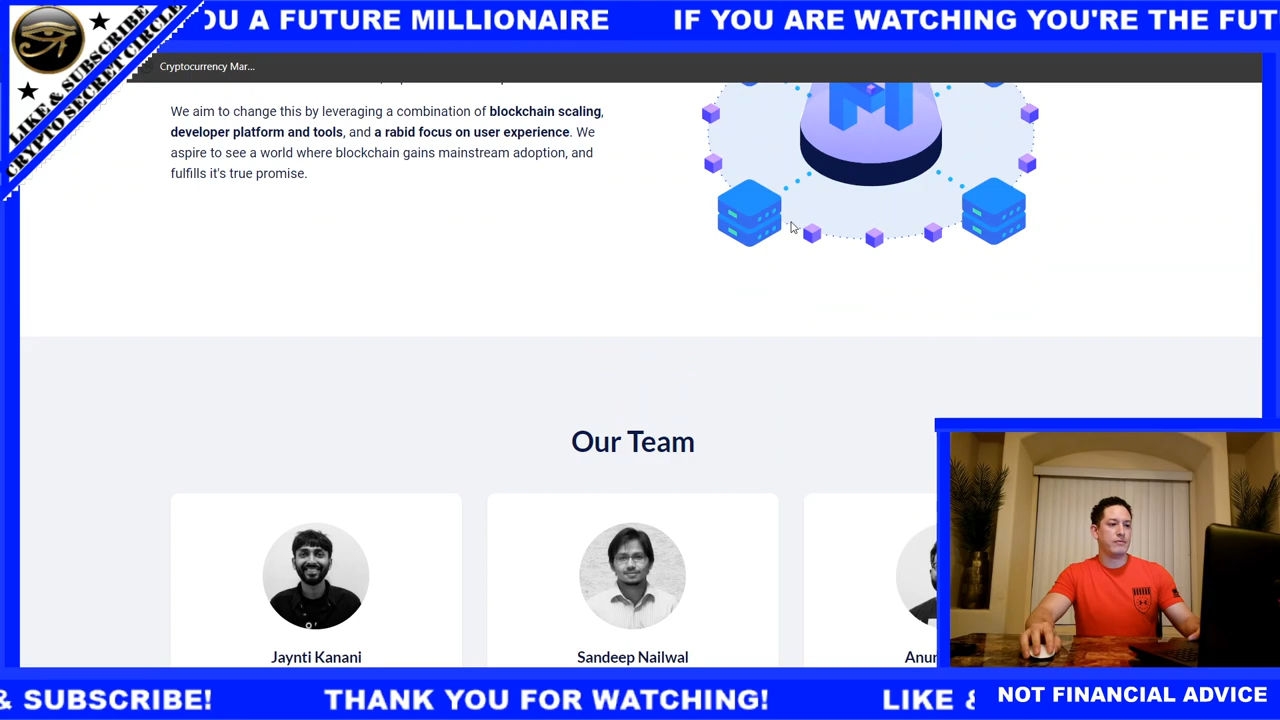 OU A FUTURE MILLIONAIRE IF YOU ARE WATCHING YOU'RE THE FUT
LIKE & SUBSCRIBE
CRYPTO SECRET CIRCLE
Cryptocurrency Mar...
We aim to change this by leveraging a combination of blockchain scaling,
developer platform and tools, and a rabid focus on user experience. We
aspire to see a world where blockchain gains mainstream adoption, and
fulfills it's true promise.
Our Team
Jaynti Kanani
Sandeep Nailwal
Anur
& SUBSCRIBE! THANK YOU FOR WATCHING! LIKE &
NOT FINANCIAL ADVICE